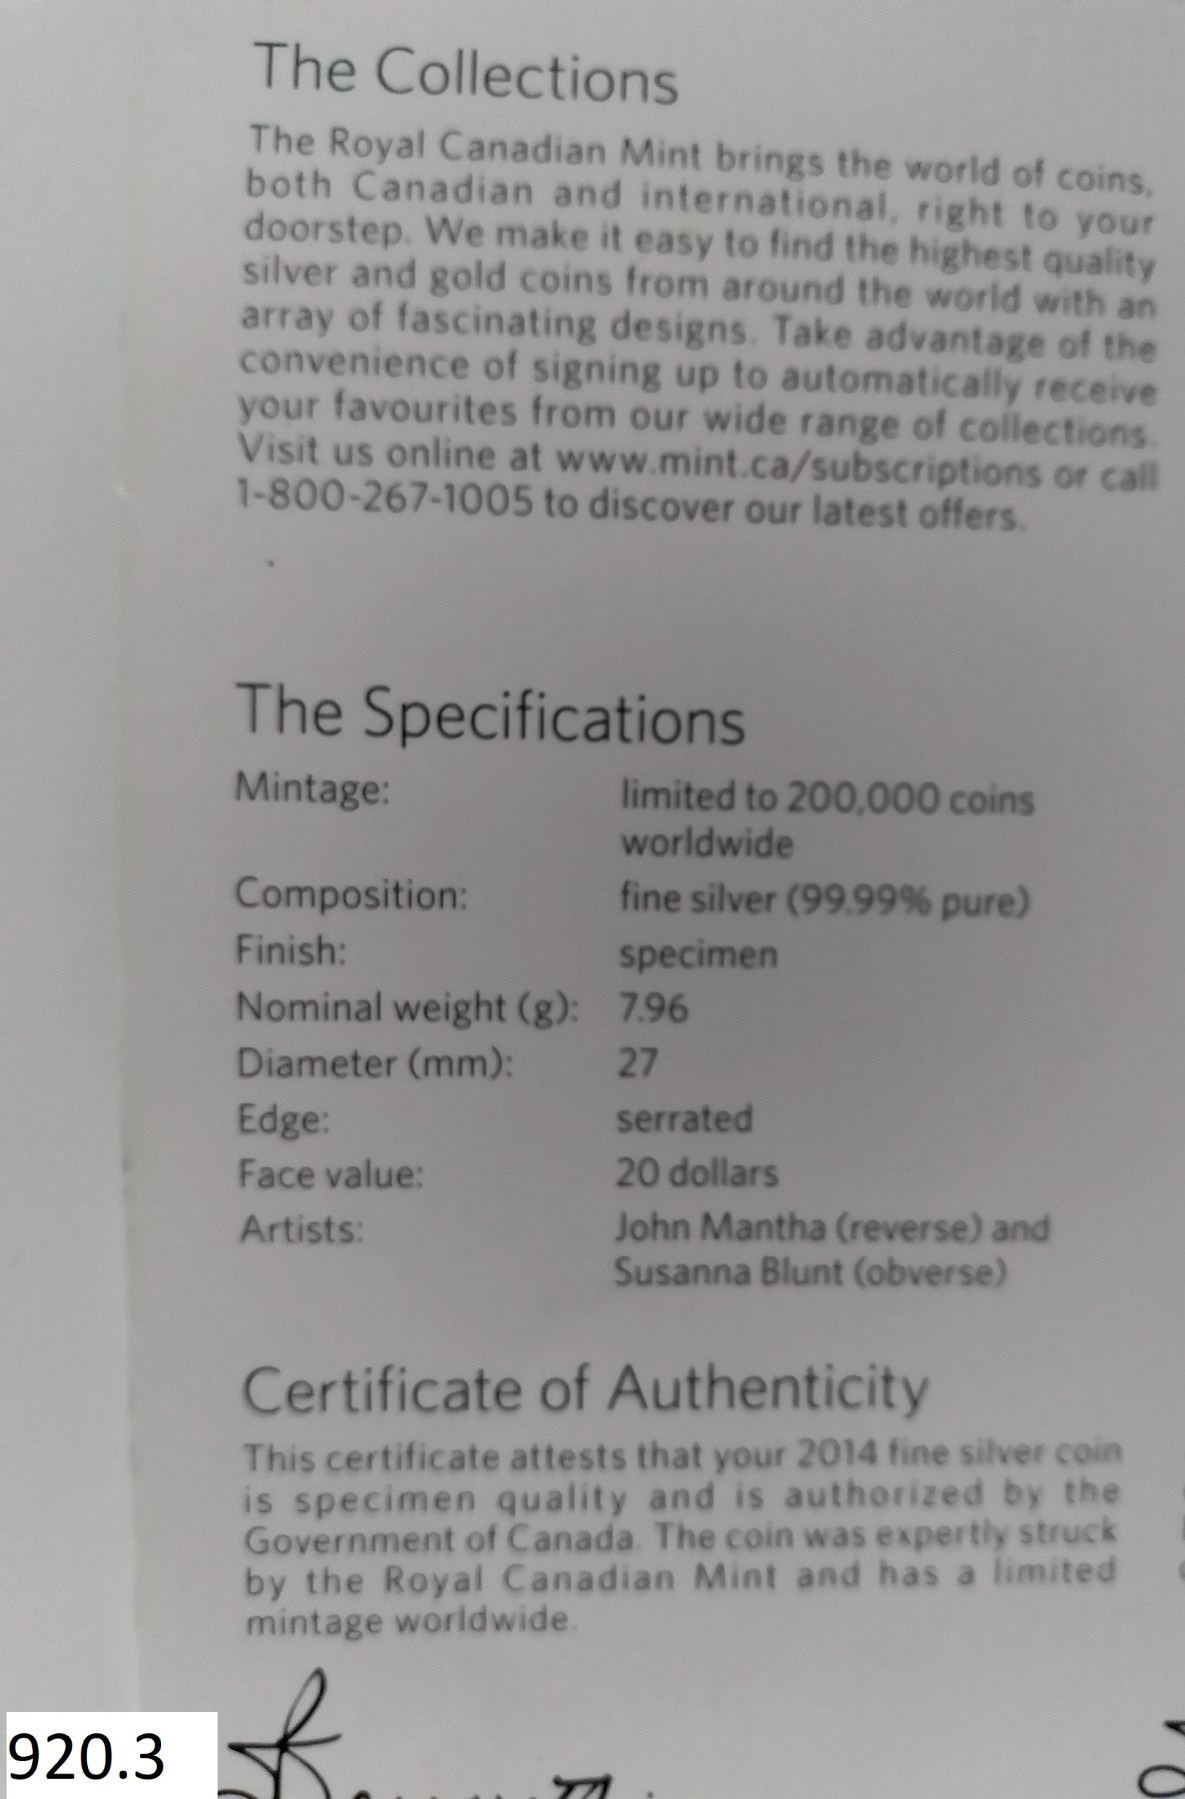 The Collections
The Royal Canadian Mint brings the world of coins,
both Canadian and international, right to your
doorstep. We make it easy to find the highest quality
silver and gold coins from around the world with an
array of fascinating designs. Take advantage of the
convenience of signing up to automatically receive
your favourites from our wide range of collections.
Visit us online at www.mint.ca/subscriptions or call
1-800-267-1005 to discover our latest offers.
The Specifications
Mintage: limited to 200,000 coins
worldwide
Composition: fine silver (99.99% pure)
Finish: specimen
Nominal weight (g): 7.96
Diameter (mm): 27
Edge: serrated
Face value: 20 dollars
Artists: John Mantha (reverse) and
Susanna Blunt (obverse)
Certificate of Authenticity
This certificate attests that your 2014 fine silver coin
is specimen quality and is authorized by the
Government of Canada. The coin was expertly struck
by the Royal Canadian Mint and has a limited
mintage worldwide.
920.3